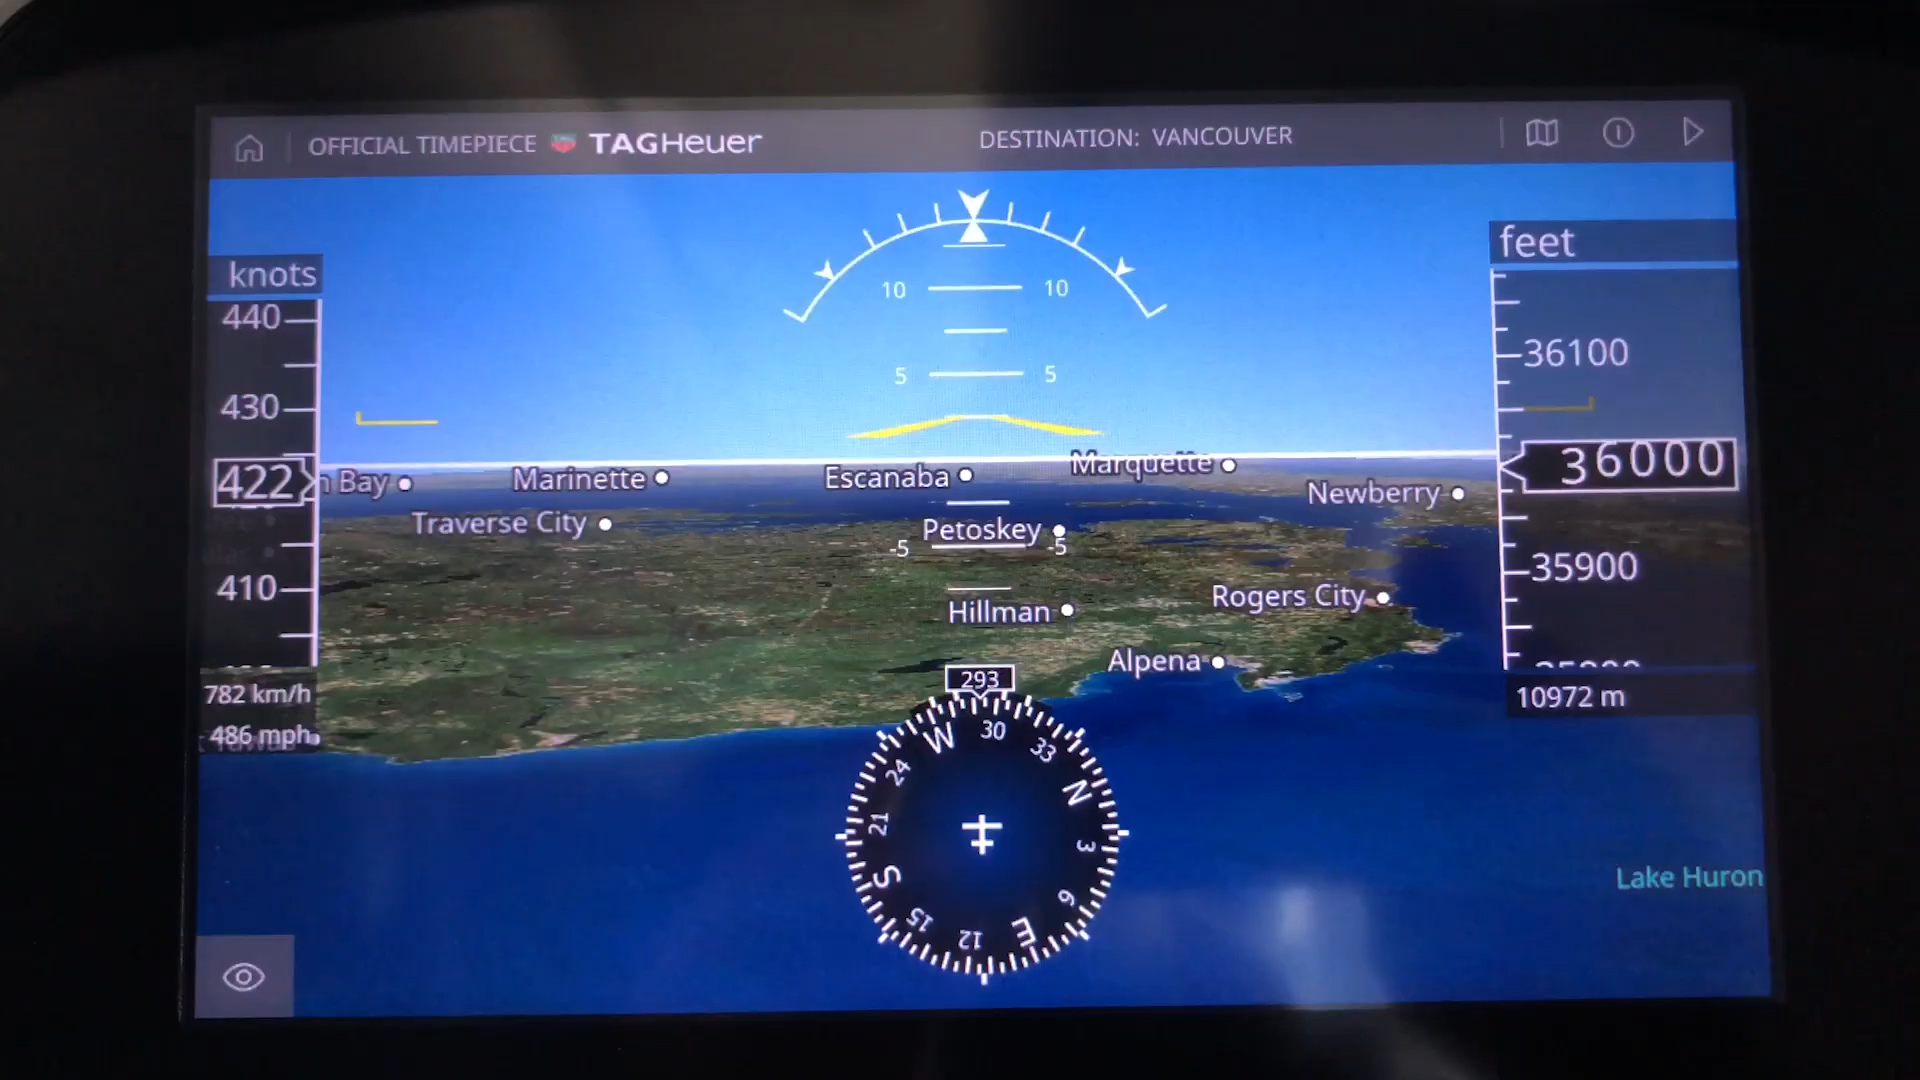 OFFICIAL TIMEPIECE TAGHeuer
DESTINATION: VANCOUVER
knots
440
430
422
410
782 km/h
486 mph
feet
36100
36000
35900
10972 m
10 10
5 5
-5 -5
Bay
Marinette
Escanaba
Marquette
Newberry
Traverse City
Petoskey
Hillman
Rogers City
Alpena
293
W 30 33 N 3 6 E 12 15 S 21 24
Lake Huron